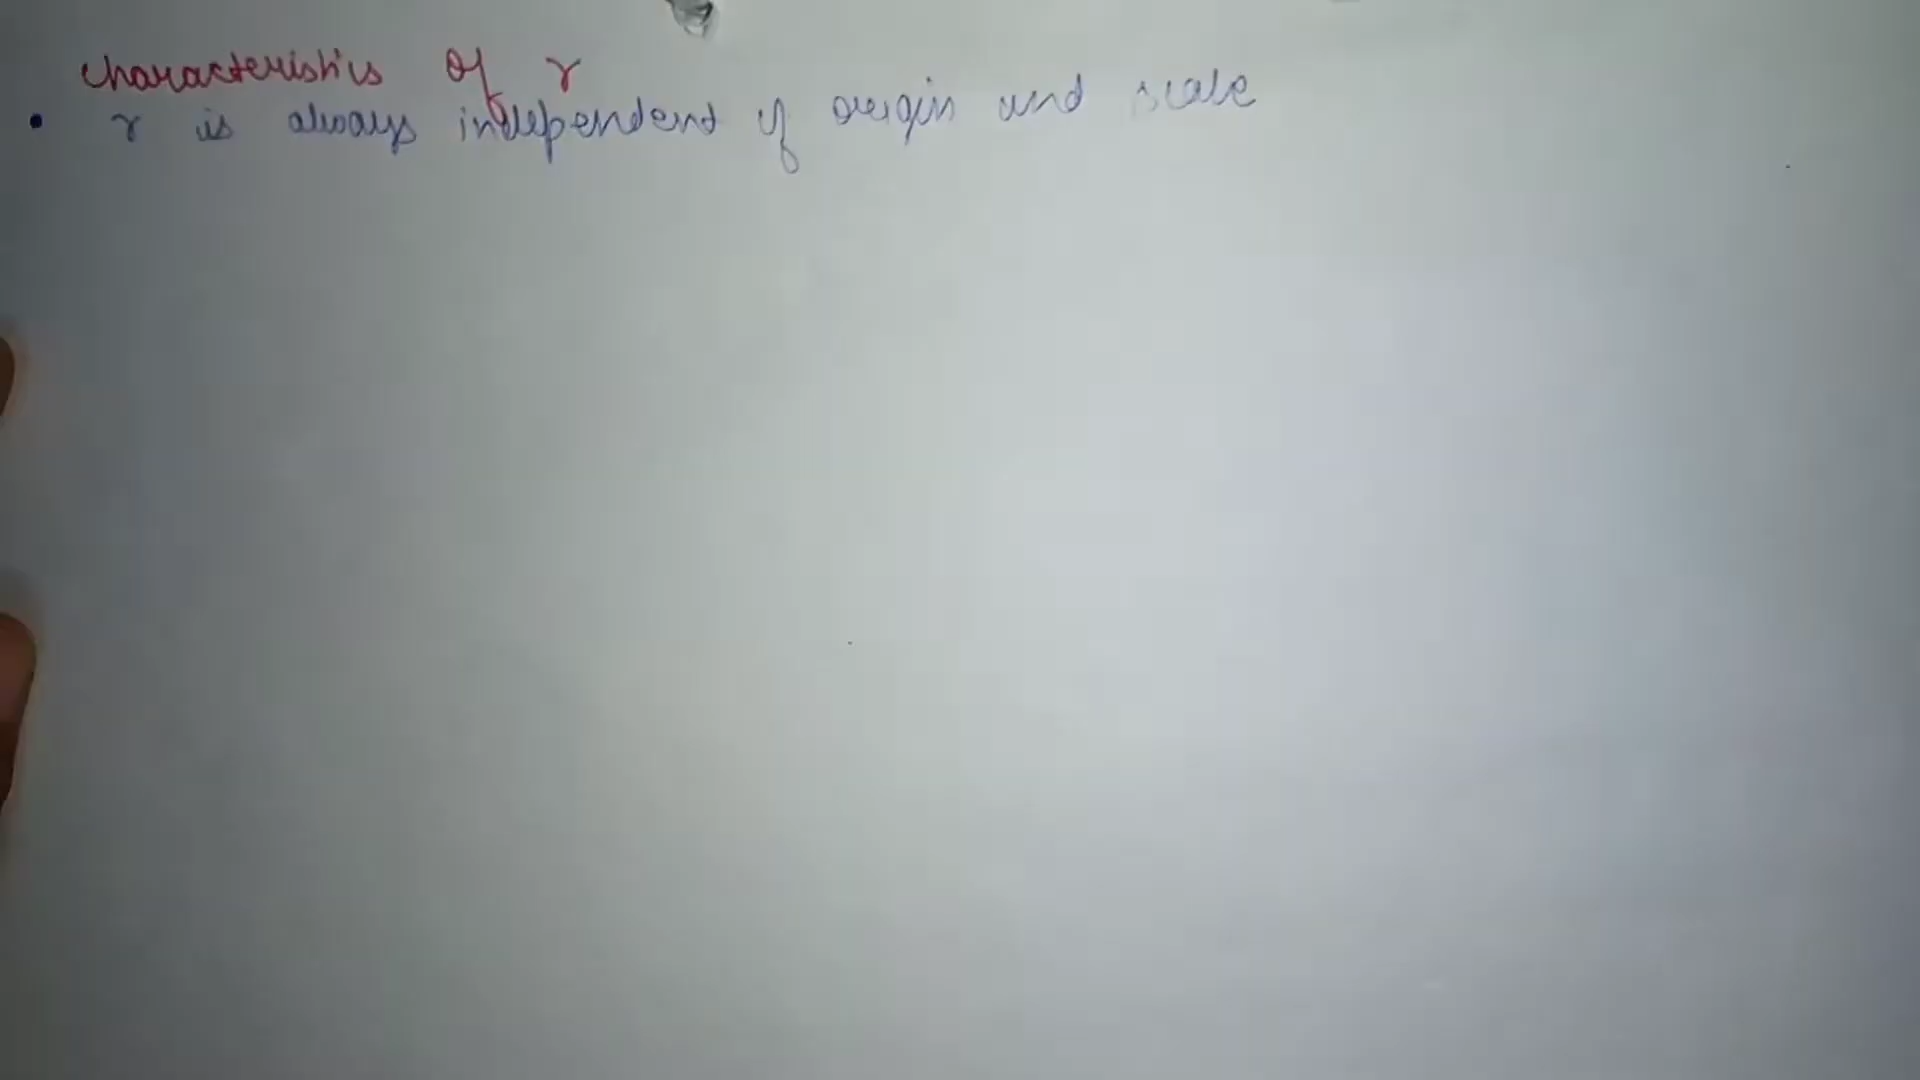 characteristics of r
• r is always independent of origin and scale